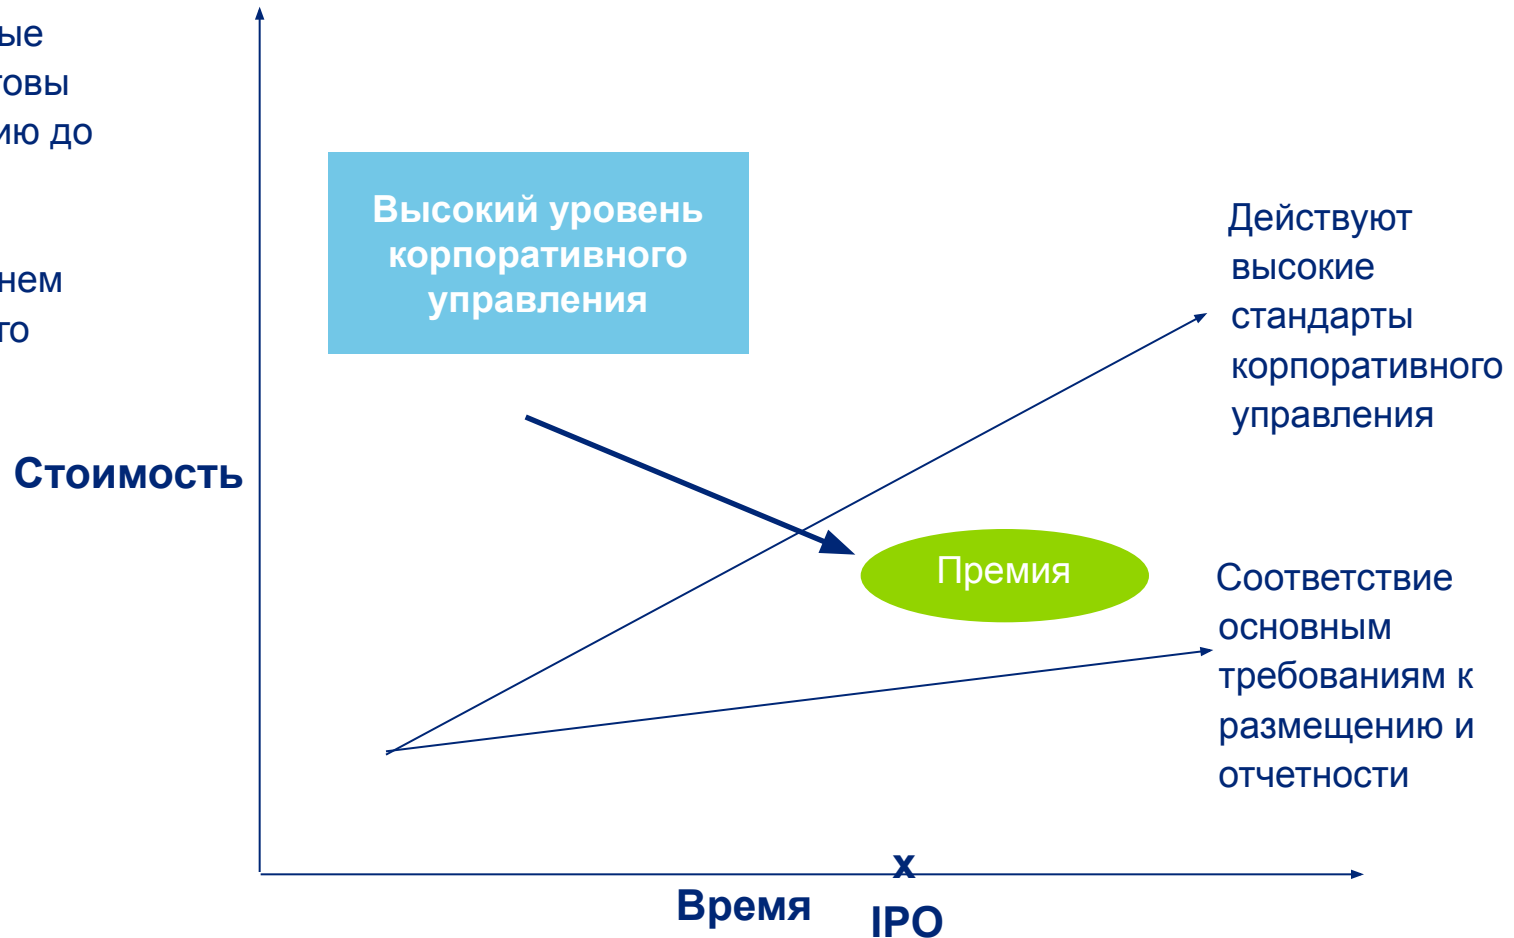 ые
товы
ию до
нем
го
Высокий уровень
корпоративного
управления
Действуют
высокие
стандарты
корпоративного
управления
Стоимость
Премия
Соответствие
основным
требованиям к
размещению и
отчетности
x
Время
IPO